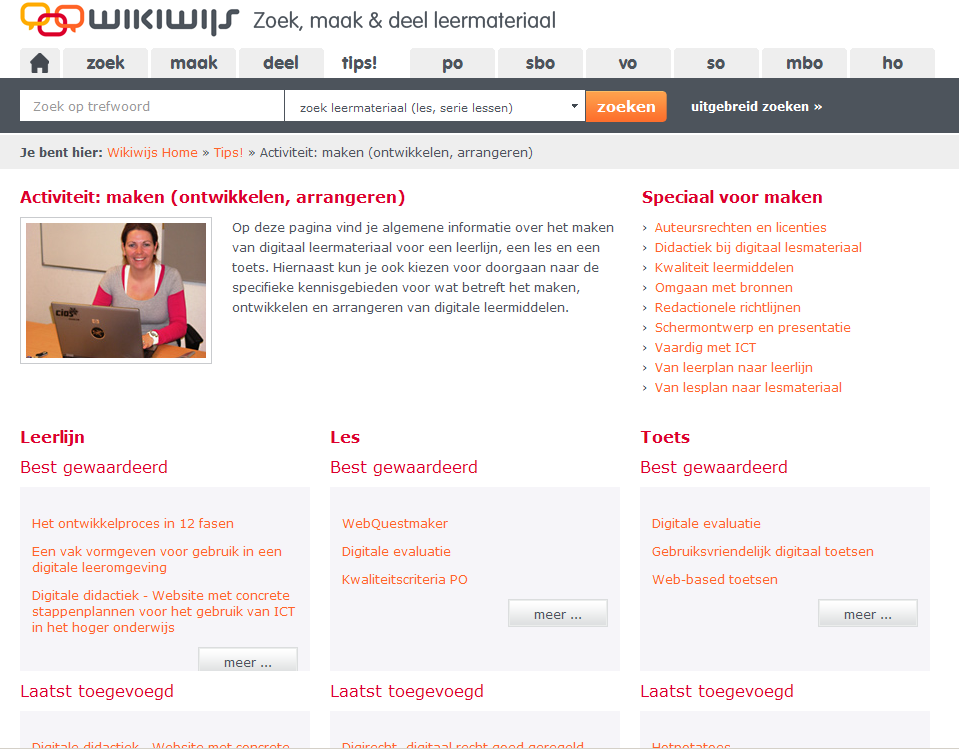 WIKIWIJS Zoek, maak & deel leermateriaal
zoek maak deel tips! po sbo vo so mbo ho
Zoek op trefwoord zoek leermateriaal (les, serie lessen) zoeken uitgebreid zoeken »
Je bent hier: Wikiwijs Home » Tips! » Activiteit: maken (ontwikkelen, arrangeren)
Activiteit: maken (ontwikkelen, arrangeren)
cios
Op deze pagina vind je algemene informatie over het maken
van digitaal leermateriaal voor een leerlijn, een les en een
toets. Hiernaast kun je ook kiezen voor doorgaan naar de
specifieke kennisgebieden voor wat betreft het maken,
ontwikkelen en arrangeren van digitale leermiddelen.
Speciaal voor maken
› Auteursrechten en licenties
› Didactiek bij digitaal lesmateriaal
› Kwaliteit leermiddelen
› Omgaan met bronnen
› Redactionele richtlijnen
› Schermontwerp en presentatie
› Vaardig met ICT
› Van leerplan naar leerlijn
› Van lesplan naar lesmateriaal
Leerlijn
Best gewaardeerd
Het ontwikkelproces in 12 fasen
Een vak vormgeven voor gebruik in een
digitale leeromgeving
Digitale didactiek - Website met concrete
stappenplannen voor het gebruik van ICT
in het hoger onderwijs
meer ...
Laatst toegevoegd
Digitale didactiek - Website met concrete
Les
Best gewaardeerd
WebQuestmaker
Digitale evaluatie
Kwaliteitscriteria PO
meer ...
Laatst toegevoegd
Digirecht, digitaal recht goed geregeld
Toets
Best gewaardeerd
Digitale evaluatie
Gebruiksvriendelijk digitaal toetsen
Web-based toetsen
meer ...
Laatst toegevoegd
Hotpotatoes